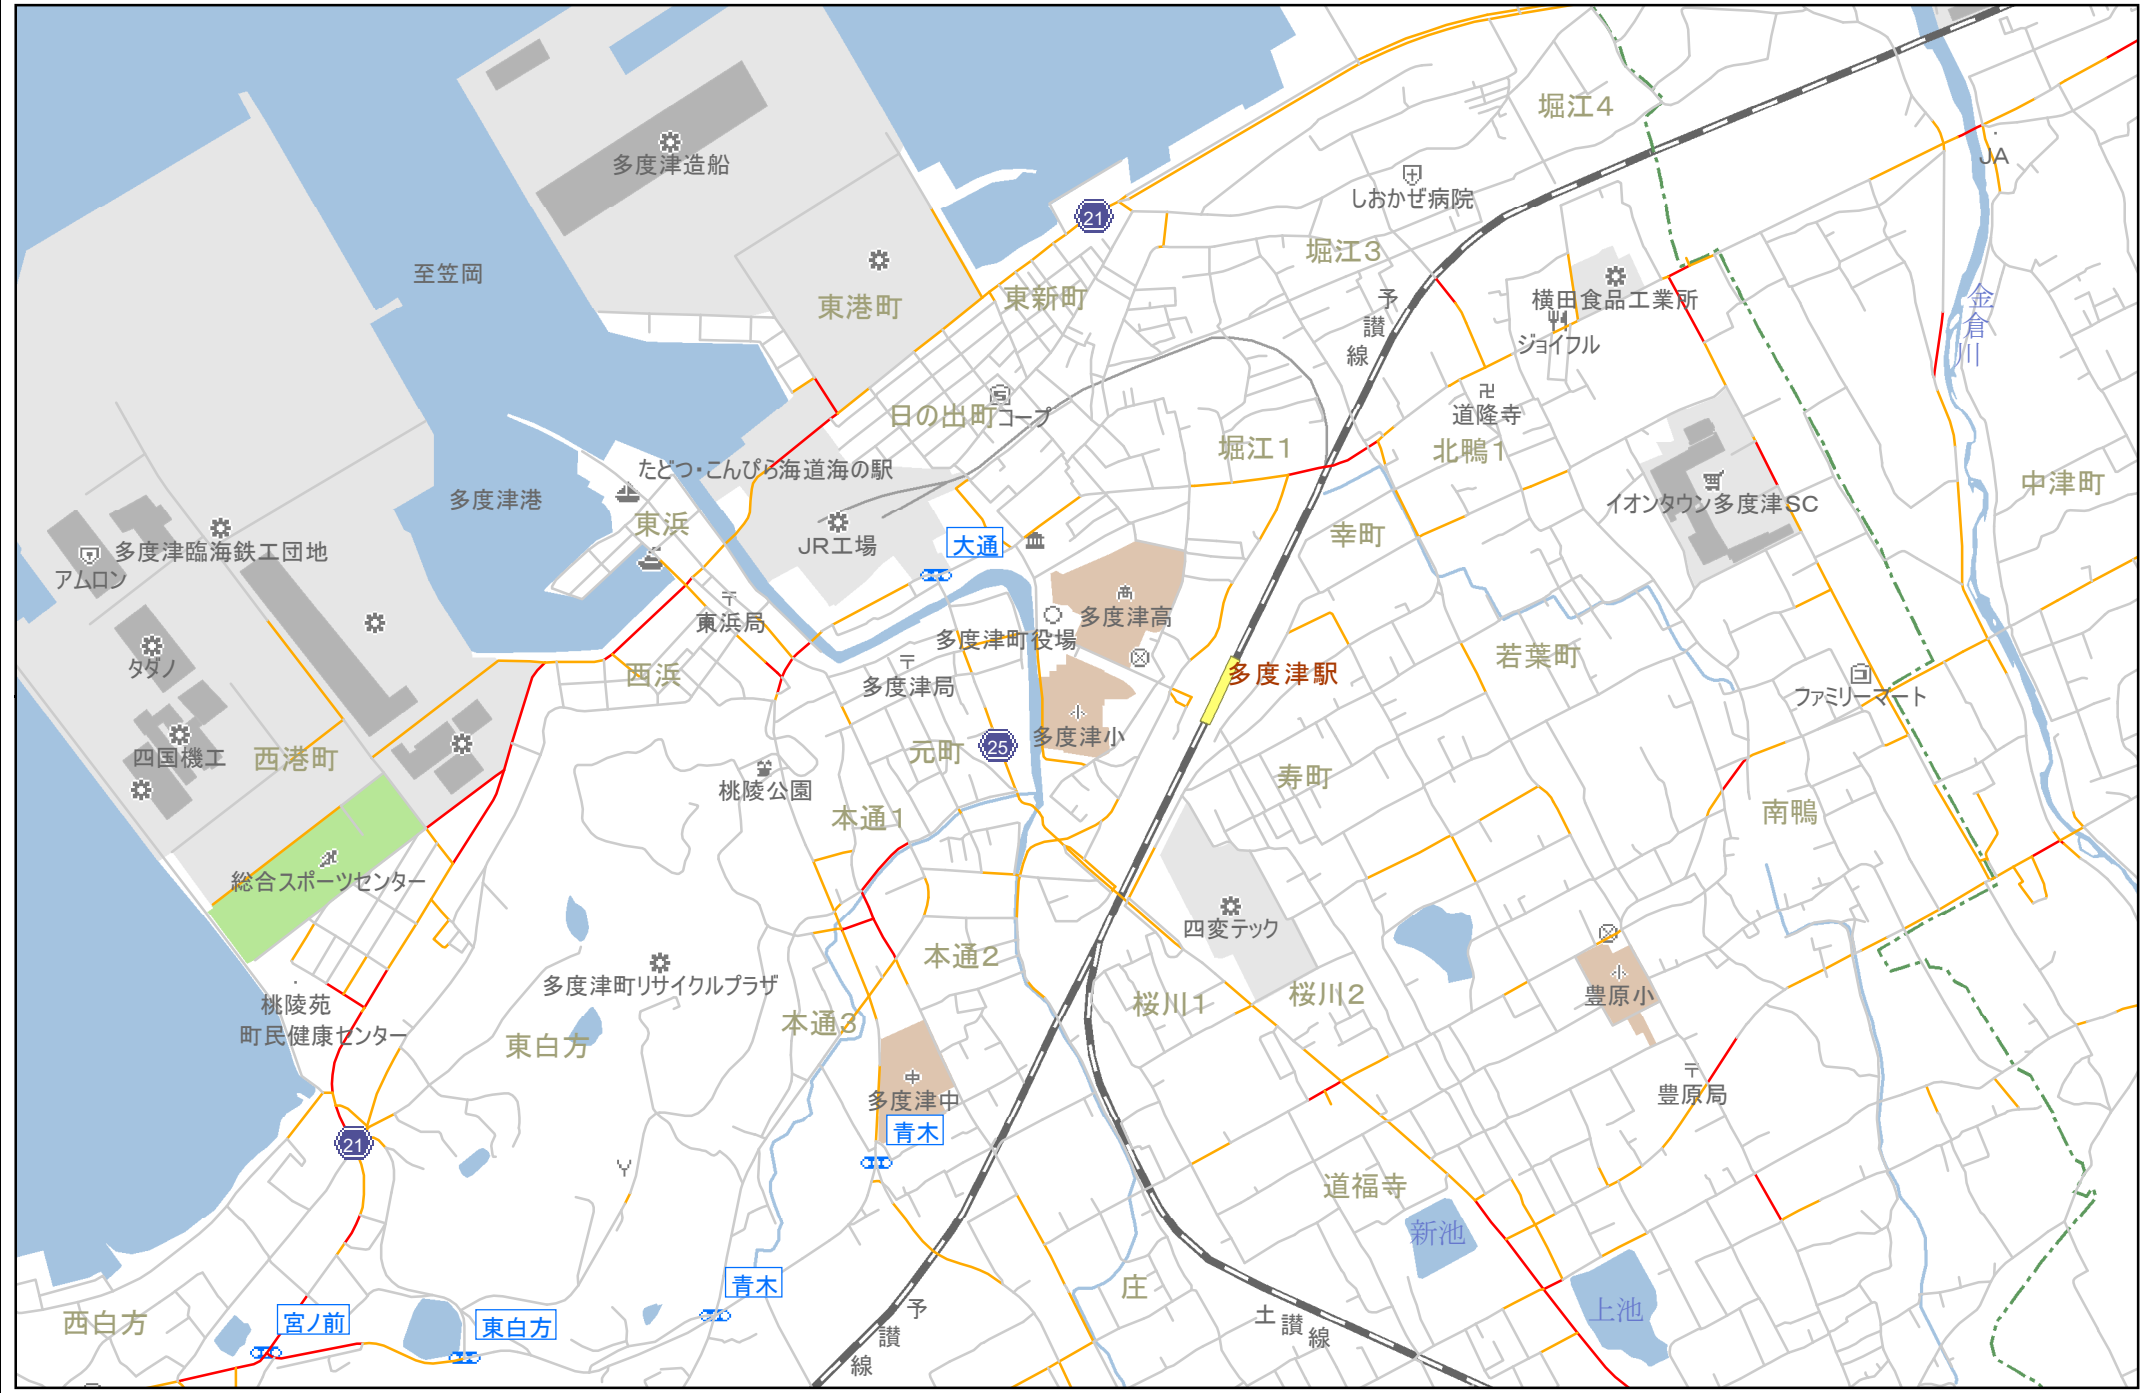 堀江4
多度津造船
JA
しおかぜ病院
21
堀江3
至笠岡
東港町
東新町
予讃線
横田食品工業所
金倉川
ジョイフル
日の出町
コープ
道隆寺
堀江1
北鴨1
たどつ・こんぴら海道海の駅
多度津港
中津町
イオンタウン多度津SC
東浜
幸町
JR工場
大通
多度津臨海鉄工団地
アムロン
東浜局
多度津高
多度津町役場
タダノ
西浜
多度津局
若葉町
多度津駅
ファミリーマート
四国機工
西港町
元町
25
多度津小
寿町
桃陵公園
本通1
南鴨
総合スポーツセンター
四変テック
本通2
多度津町リサイクルプラザ
桃陵苑
町民健康センター
桜川1
桜川2
豊原小
本通3
東白方
多度津中
豊原局
青木
21
道福寺
新池
青木
庄
上池
西白方
宮ノ前
東白方
予讃線
土讃線